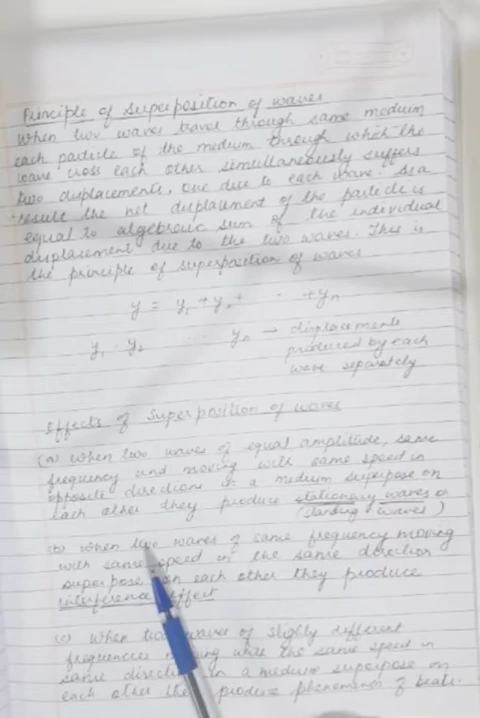 Principle of Superposition of waves
When two waves travel through same medium
each particle of the medium through which the
wave cross each other simultaneously suffers
two displacements, one due to each wave. As a
result the net displacement of the particle is
equal to algebraic sum of the individual
displacement due to the two waves. This is
the principle of superposition of waves.
y = y1 + y2 + . . + yn
y1 . y2 . . . yn → displacements
produced by each
wave separately
Effects of Superposition of waves
(a) When two waves of equal amplitude, same
frequency and moving with same speed in
opposite directions in a medium superpose on
each other they produce stationary waves or
(standing waves)
(b) When two waves of same frequency moving
with same speed in the same direction
superpose on each other they produce
interference effect
(c) When two waves of slighly different
frequencies moving with the same speed in
same direction in a medium superpose on
each other they produce phenomenon of beats.